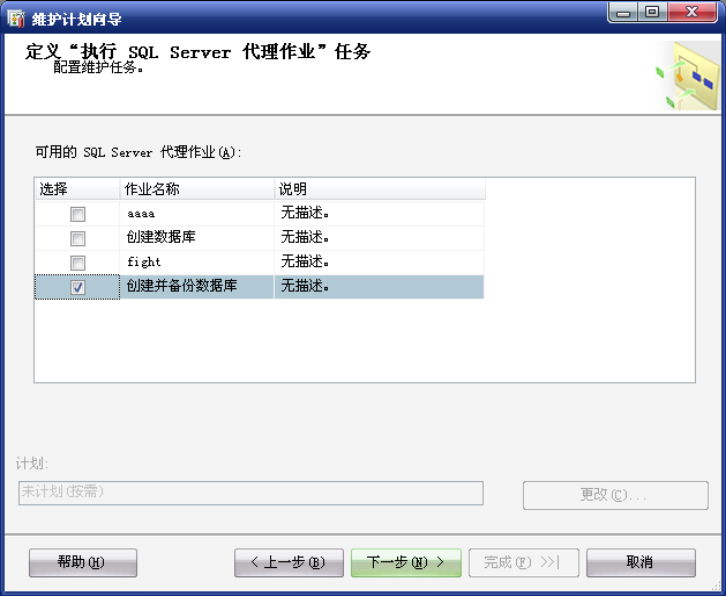 维护计划向导
定义“执行 SQL Server 代理作业”任务
配置维护任务。
可用的 SQL Server 代理作业(A):
选择 作业名称 说明
aaaa 无描述。
创建数据库 无描述。
fight 无描述。
创建并备份数据库 无描述。
计划:
未计划(按需) 更改(C)...
帮助(H) < 上一步(B) 下一步(N) > 完成(F) >>| 取消